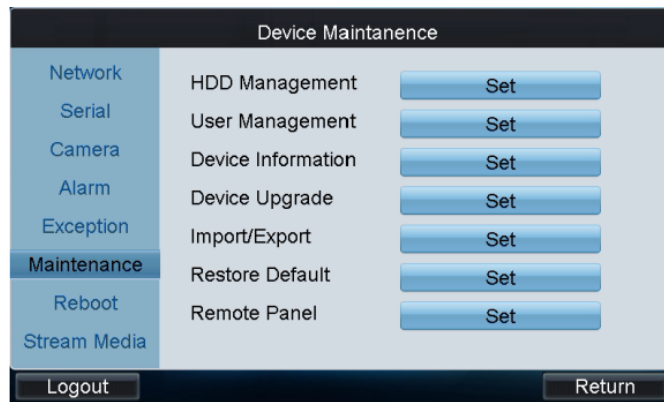 Device Maintanence
Network
Serial
Camera
Alarm
Exception
Maintenance
Reboot
Stream Media
HDD Management Set
User Management Set
Device Information Set
Device Upgrade Set
Import/Export Set
Restore Default Set
Remote Panel Set
Logout Return